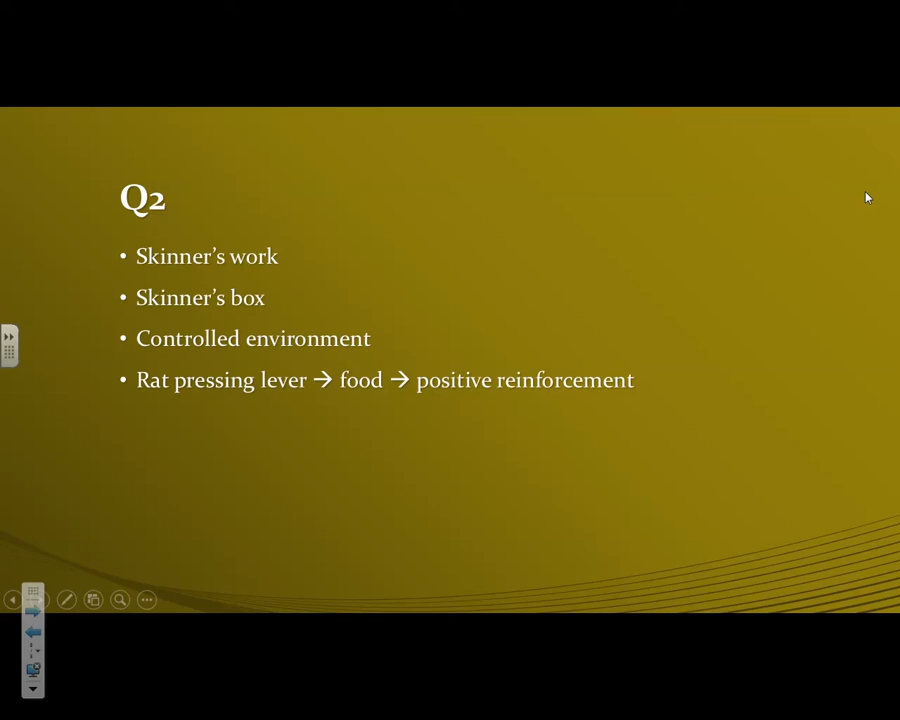 Q2
• Skinner's work
• Skinner's box
• Controlled environment
• Rat pressing lever → food → positive reinforcement